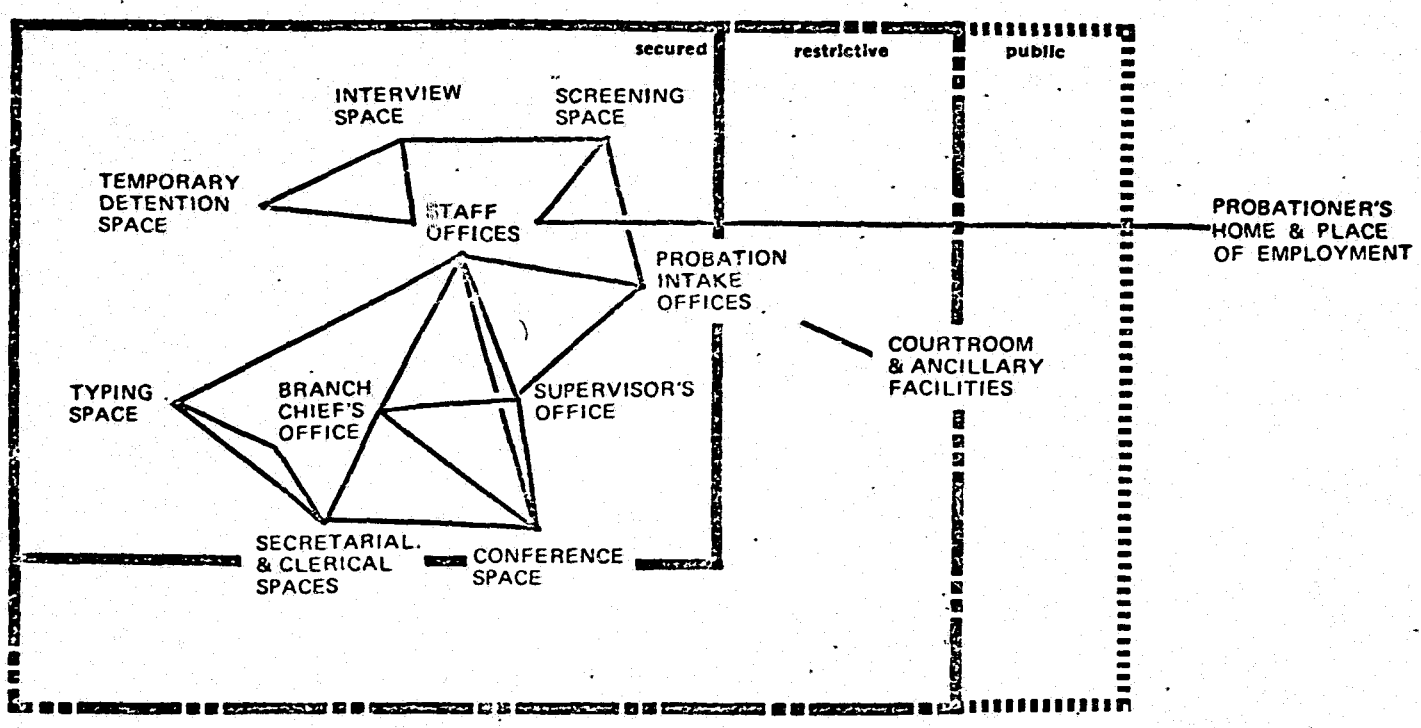 secured
restrictive
public
INTERVIEW
SPACE
SCREENING
SPACE
TEMPORARY
DETENTION
SPACE
STAFF
OFFICES
PROBATIONER'S
HOME & PLACE
OF EMPLOYMENT
PROBATION
INTAKE
OFFICES
COURTROOM
& ANCILLARY
FACILITIES
TYPING
SPACE
BRANCH
CHIEF'S
OFFICE
SUPERVISOR'S
OFFICE
SECRETARIAL.
& CLERICAL
SPACES
CONFERENCE
SPACE